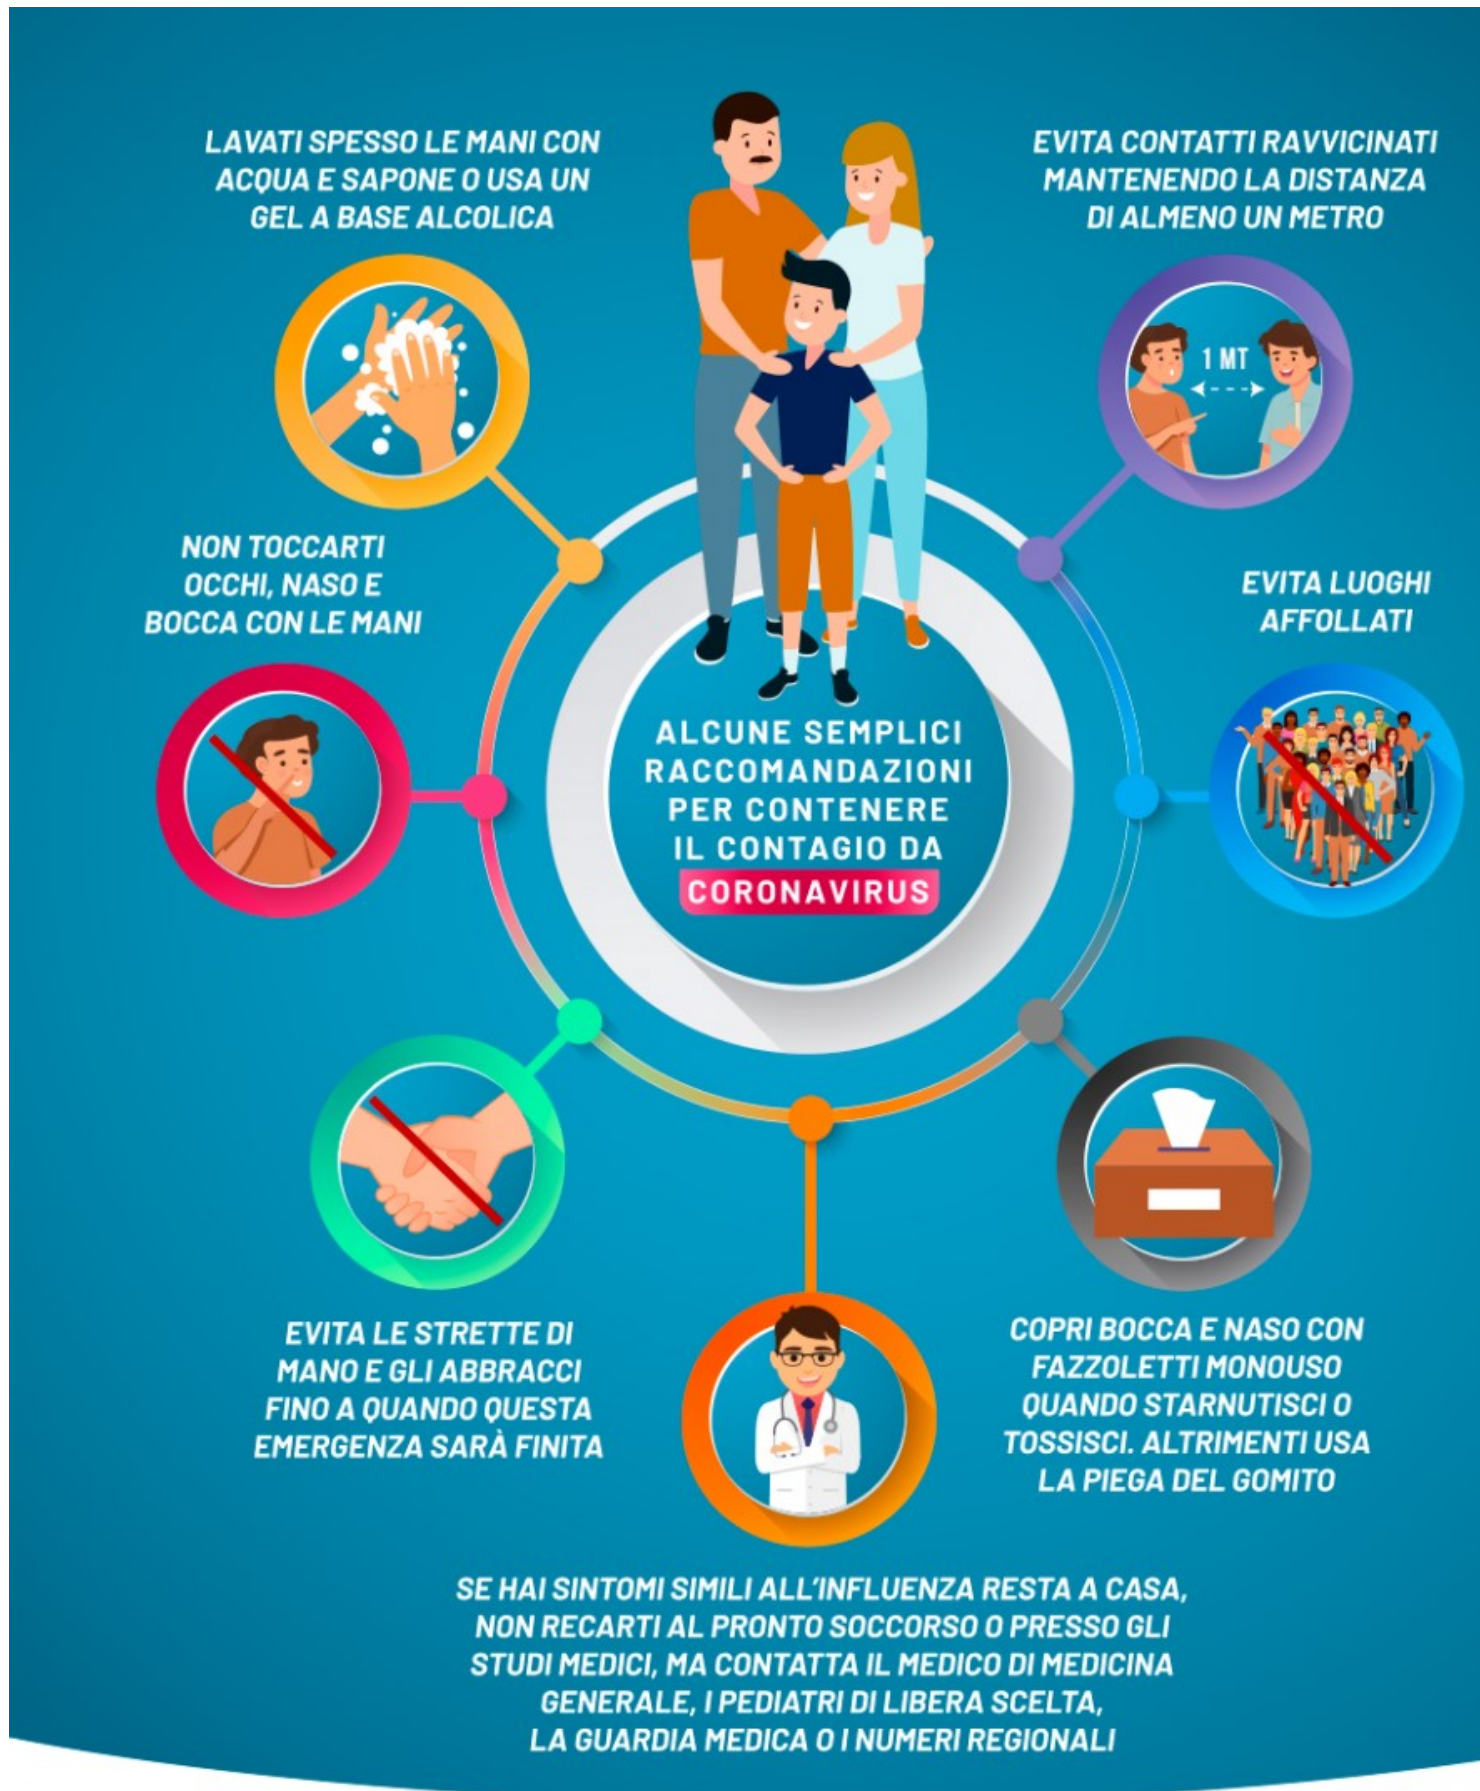 LAVATI SPESSO LE MANI CON
ACQUA E SAPONE O USA UN
GEL A BASE ALCOLICA
EVITA CONTATTI RAVVICINATI
MANTENENDO LA DISTANZA
DI ALMENO UN METRO
1 MT
NON TOCCARTI
OCCHI, NASO E
BOCCA CON LE MANI
EVITA LUOGHI
AFFOLLATI
ALCUNE SEMPLICI
RACCOMANDAZIONI
PER CONTENERE
IL CONTAGIO DA
CORONAVIRUS
EVITA LE STRETTE DI
MANO E GLI ABBRACCI
FINO A QUANDO QUESTA
EMERGENZA SARÀ FINITA
COPRI BOCCA E NASO CON
FAZZOLETTI MONOUSO
QUANDO STARNUTISCI O
TOSSISCI. ALTRIMENTI USA
LA PIEGA DEL GOMITO
SE HAI SINTOMI SIMILI ALL'INFLUENZA RESTA A CASA,
NON RECARTI AL PRONTO SOCCORSO O PRESSO GLI
STUDI MEDICI, MA CONTATTA IL MEDICO DI MEDICINA
GENERALE, I PEDIATRI DI LIBERA SCELTA,
LA GUARDIA MEDICA O I NUMERI REGIONALI